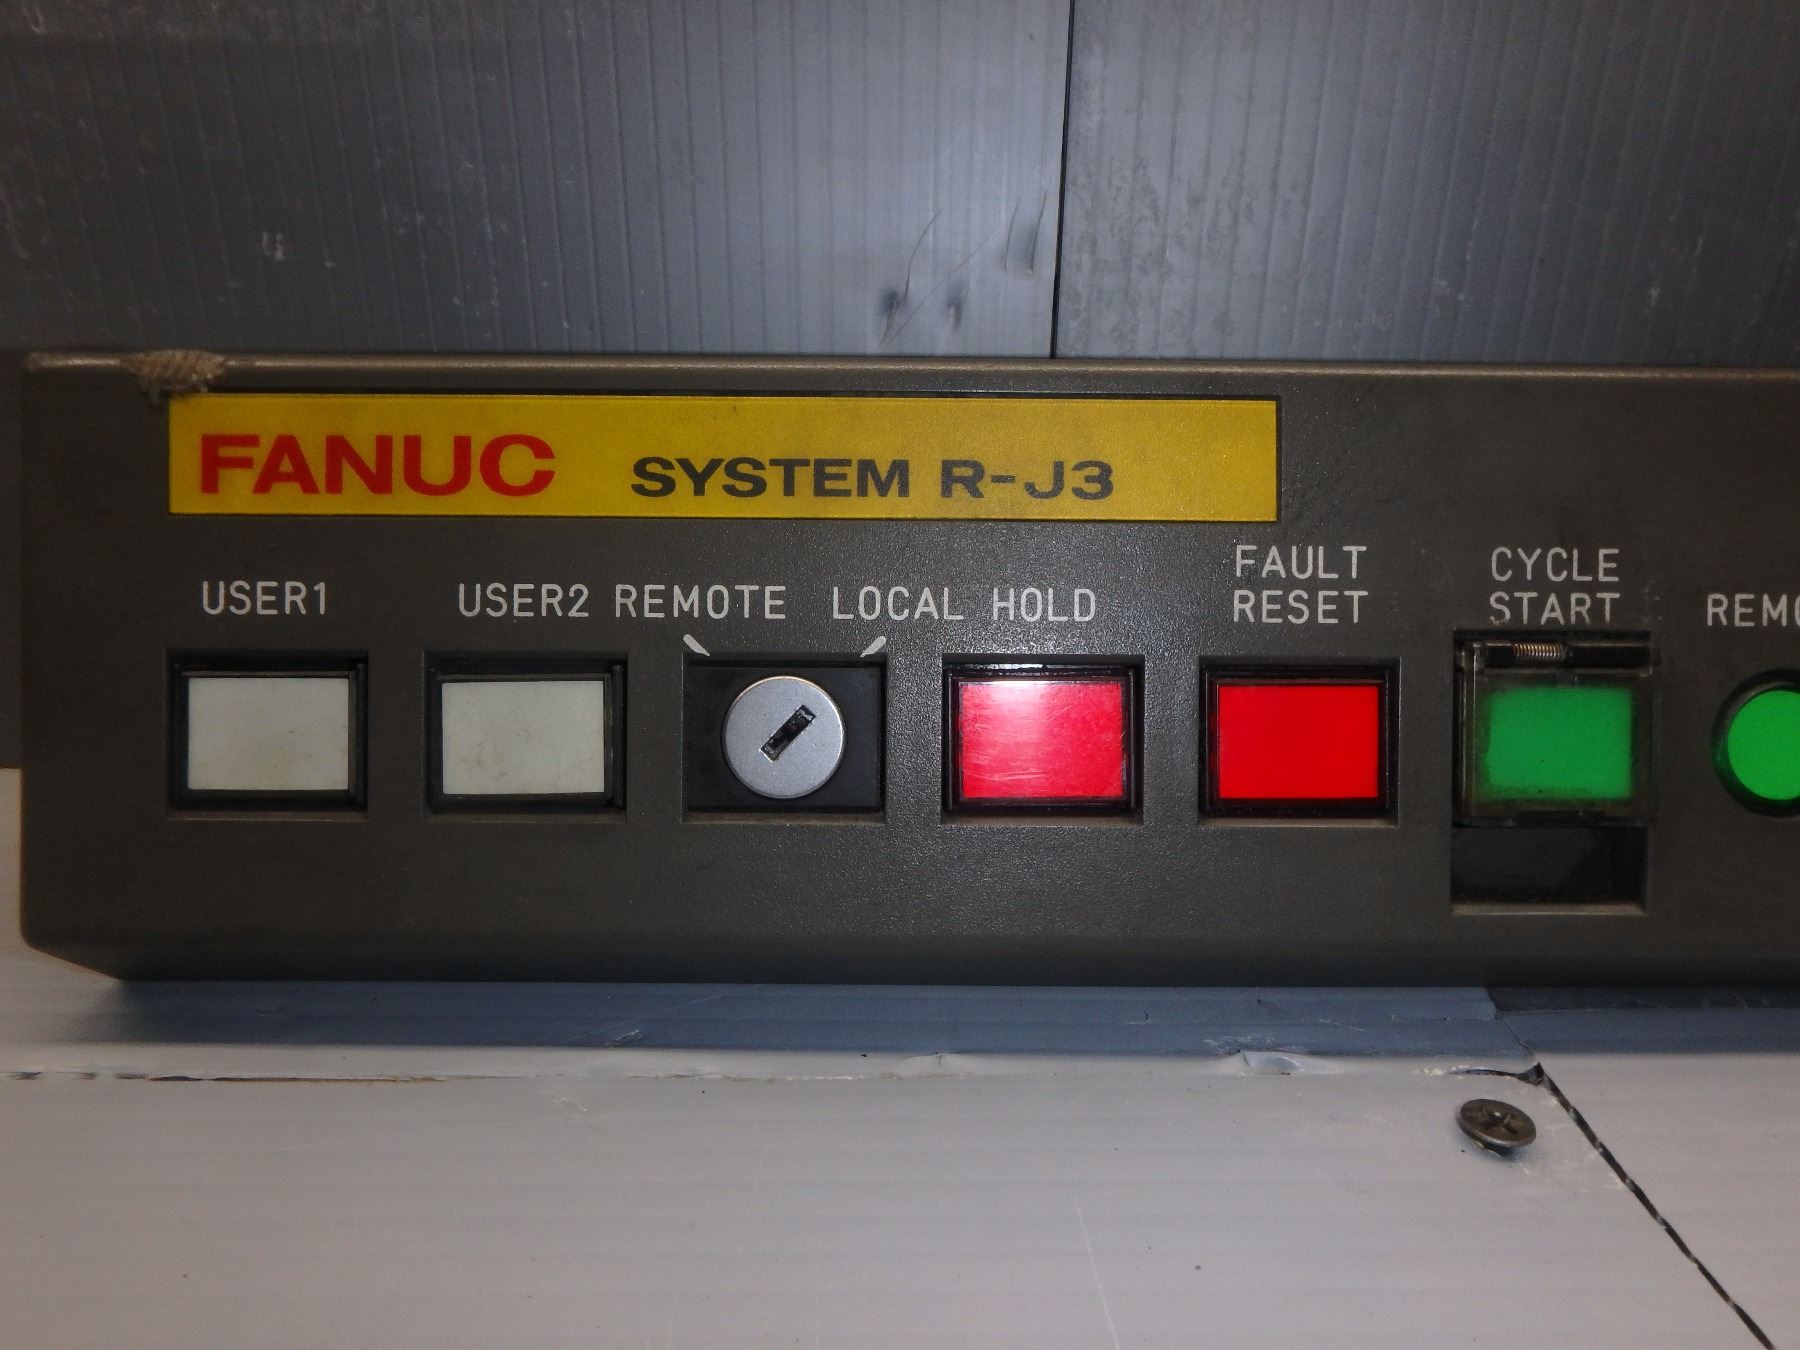 FANUC SYSTEM R-J3
USER1
USER2
REMOTE
LOCAL
HOLD
FAULT
RESET
CYCLE
START